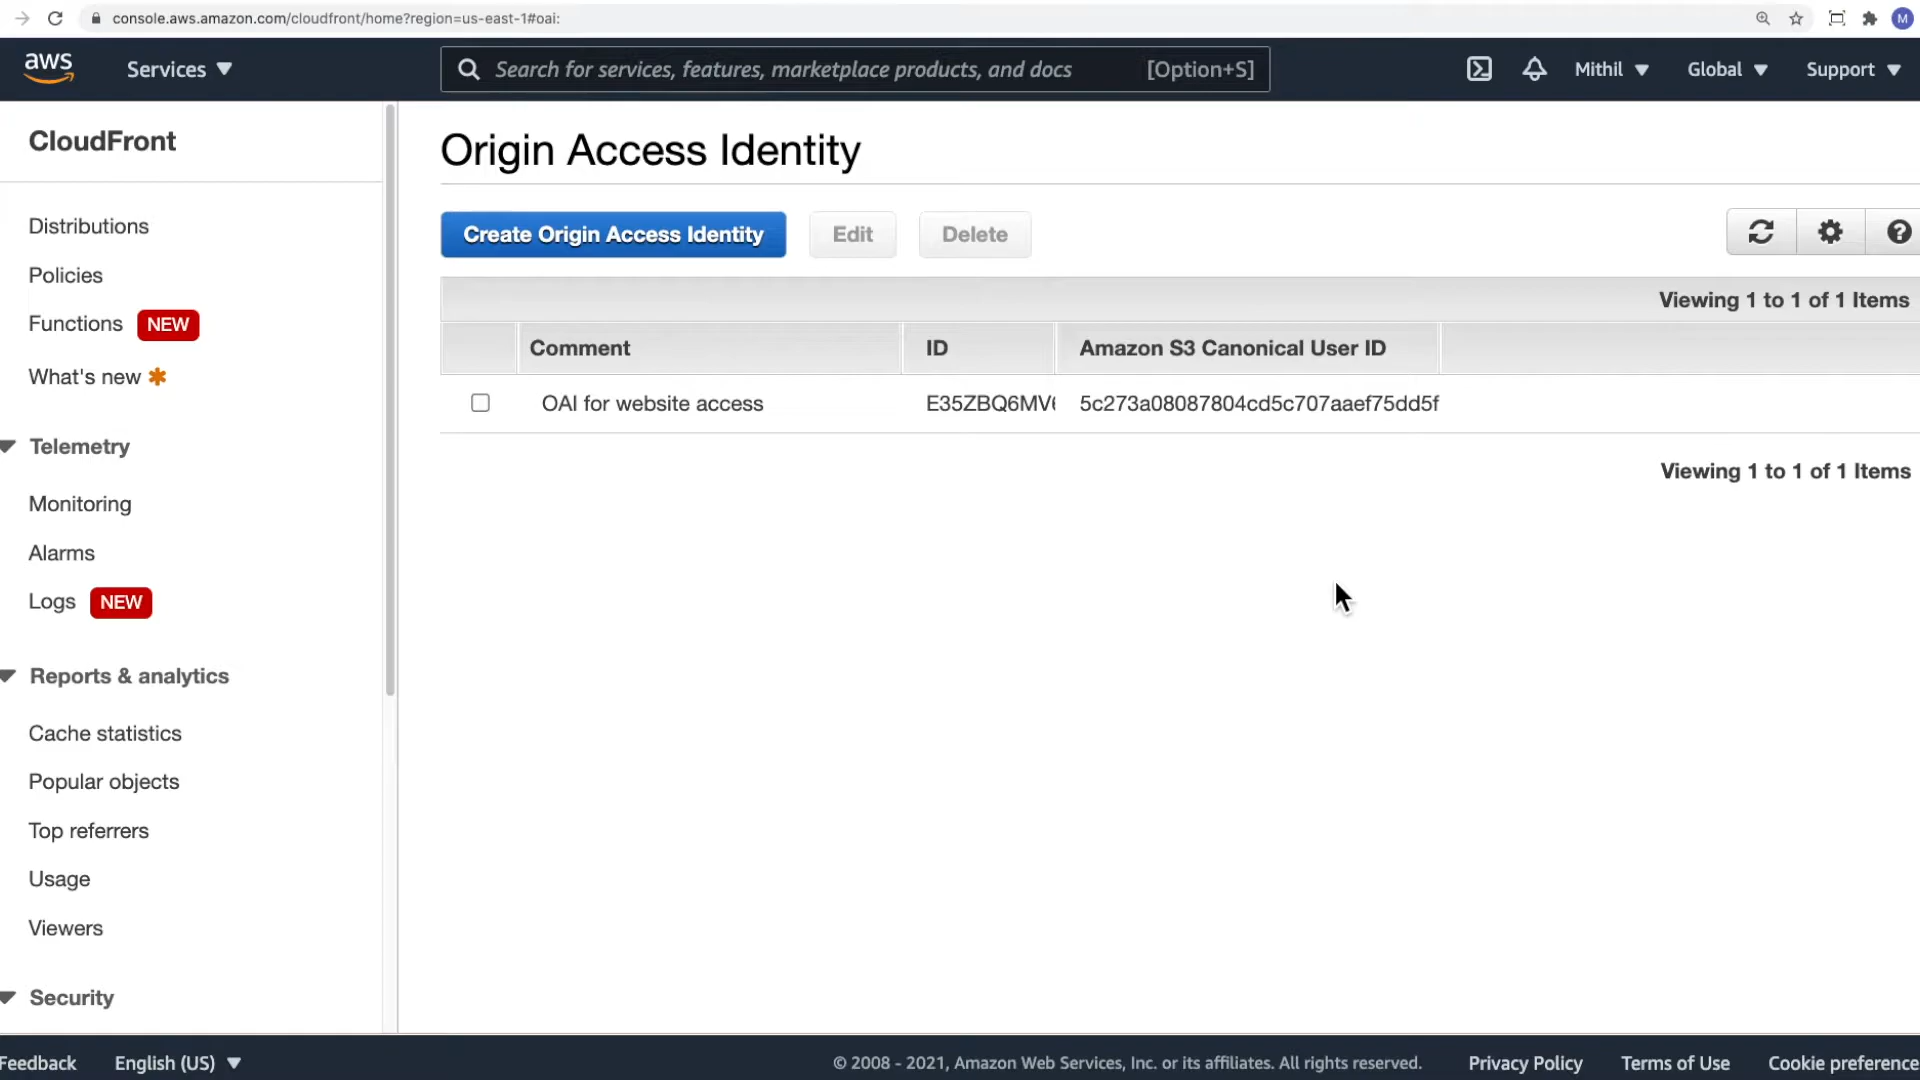 console.aws.amazon.com/cloudfront/home?region=us-east-1#oai:
M
aws
Services
Search for services, features, marketplace products, and docs
[Option+S]
Mithil
Global
Support
CloudFront
Distributions
Policies
Functions NEW
What's new
Telemetry
Monitoring
Alarms
Logs NEW
Reports & analytics
Cache statistics
Popular objects
Top referrers
Usage
Viewers
Security
Origin Access Identity
Create Origin Access Identity
Edit
Delete
Viewing 1 to 1 of 1 Items
Comment ID Amazon S3 Canonical User ID
OAI for website access E35ZBQ6MV 5c273a08087804cd5c707aaef75dd5f
Viewing 1 to 1 of 1 Items
Feedback
English (US)
© 2008 - 2021, Amazon Web Services, Inc. or its affiliates. All rights reserved.
Privacy Policy
Terms of Use
Cookie preference